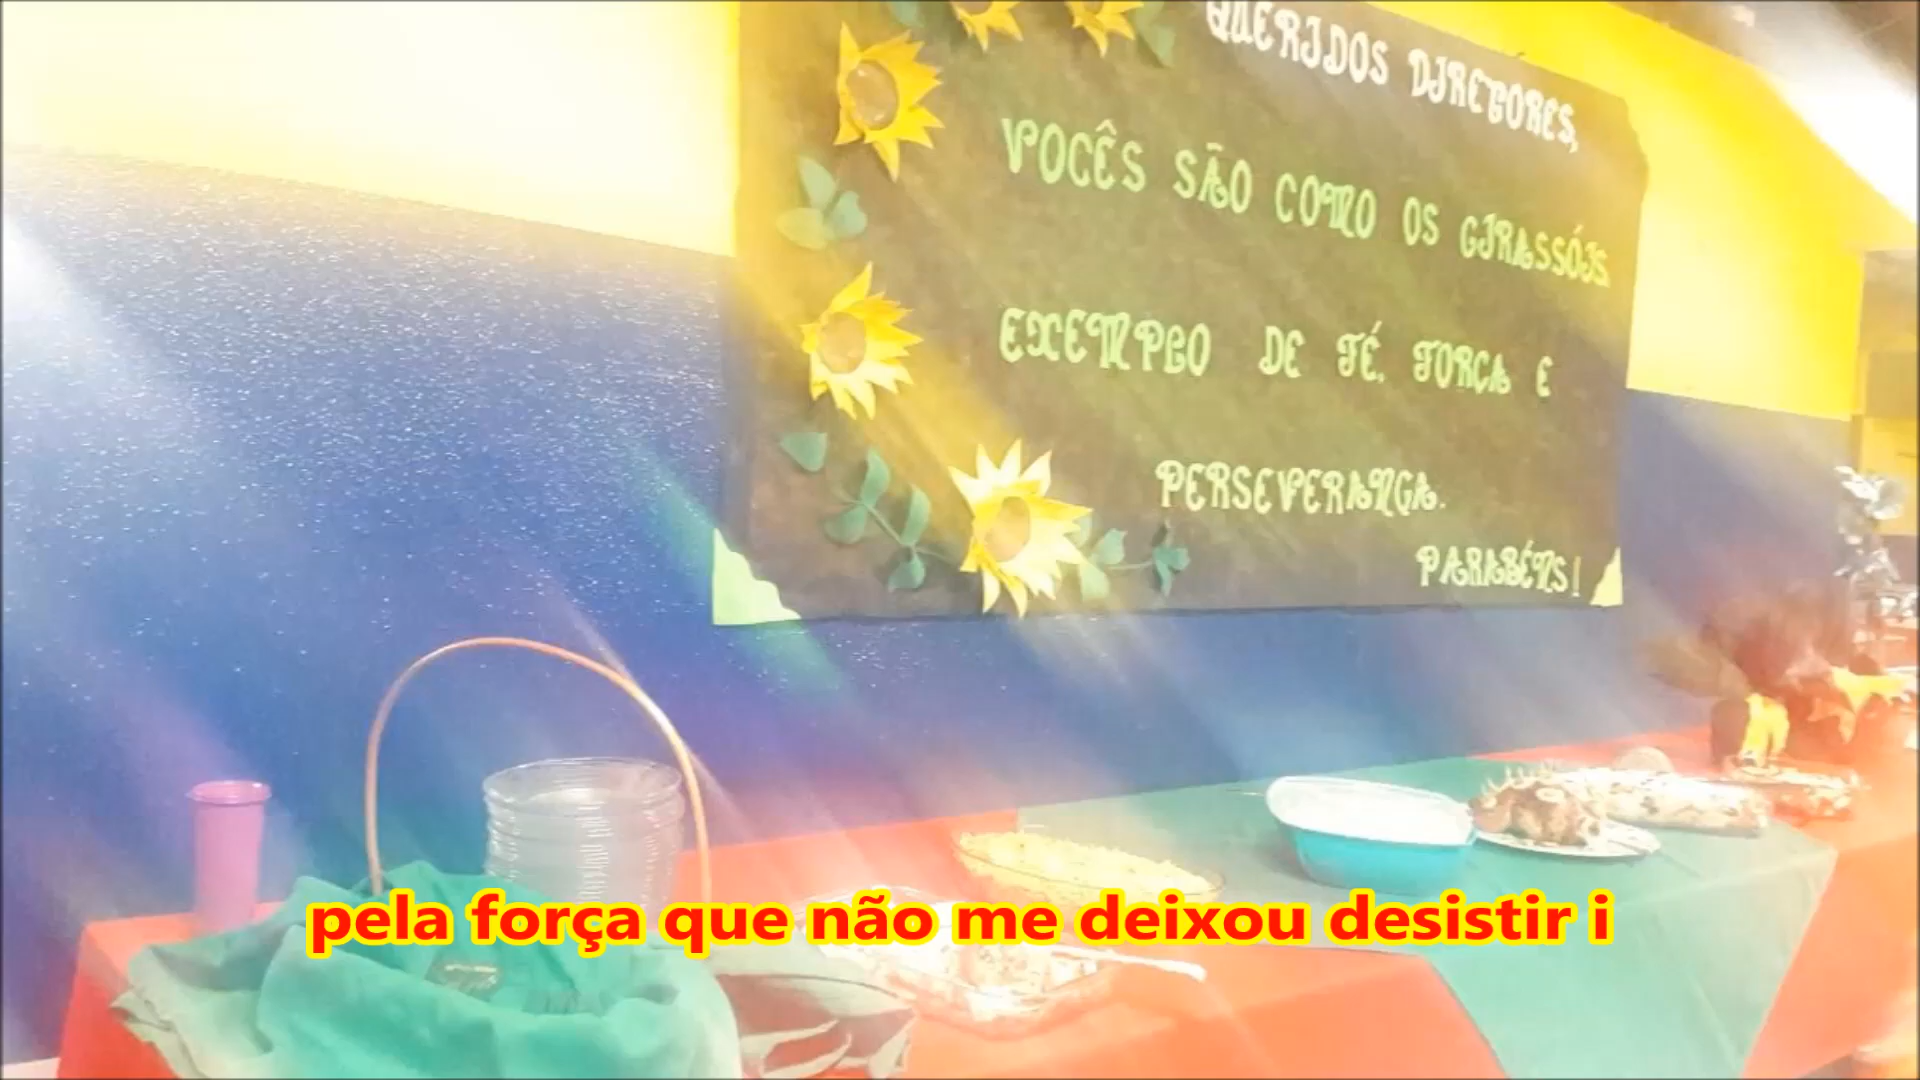 QUERIDOS DIRETORES,
VOCÊS SÃO COMO OS GIRASSÓIS
EXEMPLO DE FÉ, FORÇA E
PERSEVERANÇA.
PARABÉNS!
pela força que não me deixou desistir i